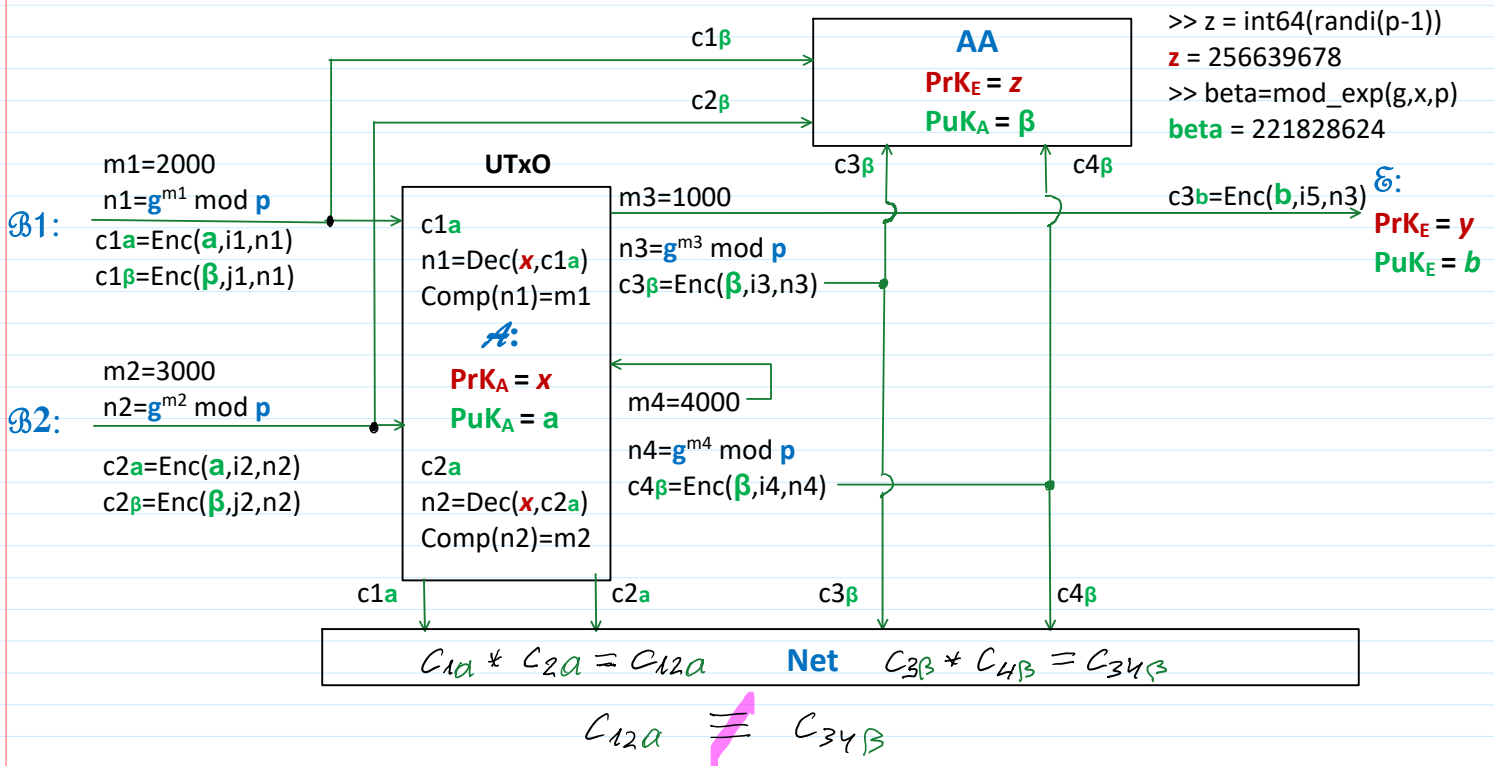 >> z = int64(randi(p-1))
z = 256639678
>> beta=mod_exp(g,x,p)
beta = 221828624
c1β
c2β
AA
PrKE = z
PuKA = β
c3β
c4β
m1=2000
n1=g^m1 mod p
ℬ1:
c1a=Enc(a,i1,n1)
c1β=Enc(β,j1,n1)
m2=3000
n2=g^m2 mod p
ℬ2:
c2a=Enc(a,i2,n2)
c2β=Enc(β,j2,n2)
UTxO
c1a
n1=Dec(x,c1a)
Comp(n1)=m1
𝒜:
PrKA = x
PuKA = a
c2a
n2=Dec(x,c2a)
Comp(n2)=m2
m3=1000
n3=g^m3 mod p
c3β=Enc(β,i3,n3)
m4=4000
n4=g^m4 mod p
c4β=Enc(β,i4,n4)
c3b=Enc(b,i5,n3)
ℰ:
PrKE = y
PuKE = b
c1a
c2a
c3β
c4β
C1a * C2a = C12a
Net
C3β * C4β = C34β
C12a ≡ C34β